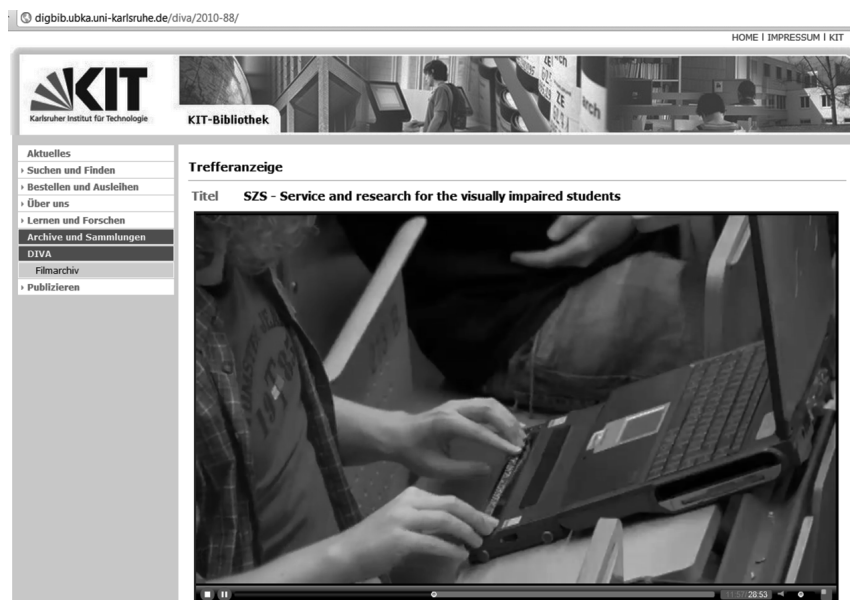 digbib.ubka.uni-karlsruhe.de/diva/2010-88/
HOME | IMPRESSUM | KIT
KIT
Karlsruher Institut für Technologie
KIT-Bibliothek
Aktuelles
Suchen und Finden
Bestellen und Ausleihen
Über uns
Lernen und Forschen
Archive und Sammlungen
DIVA
Filmarchiv
Publizieren
Trefferanzeige
Titel SZS - Service and research for the visually impaired students
28:53